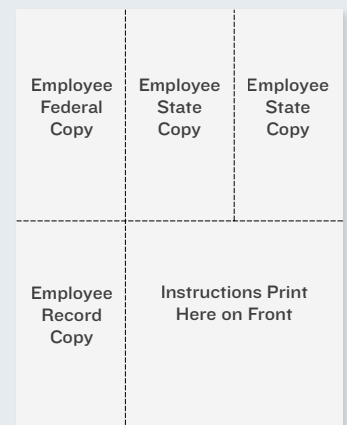 Employee
Federal
Copy
Employee
State
Copy
Employee
State
Copy
Employee
Record
Copy
Instructions Print
Here on Front